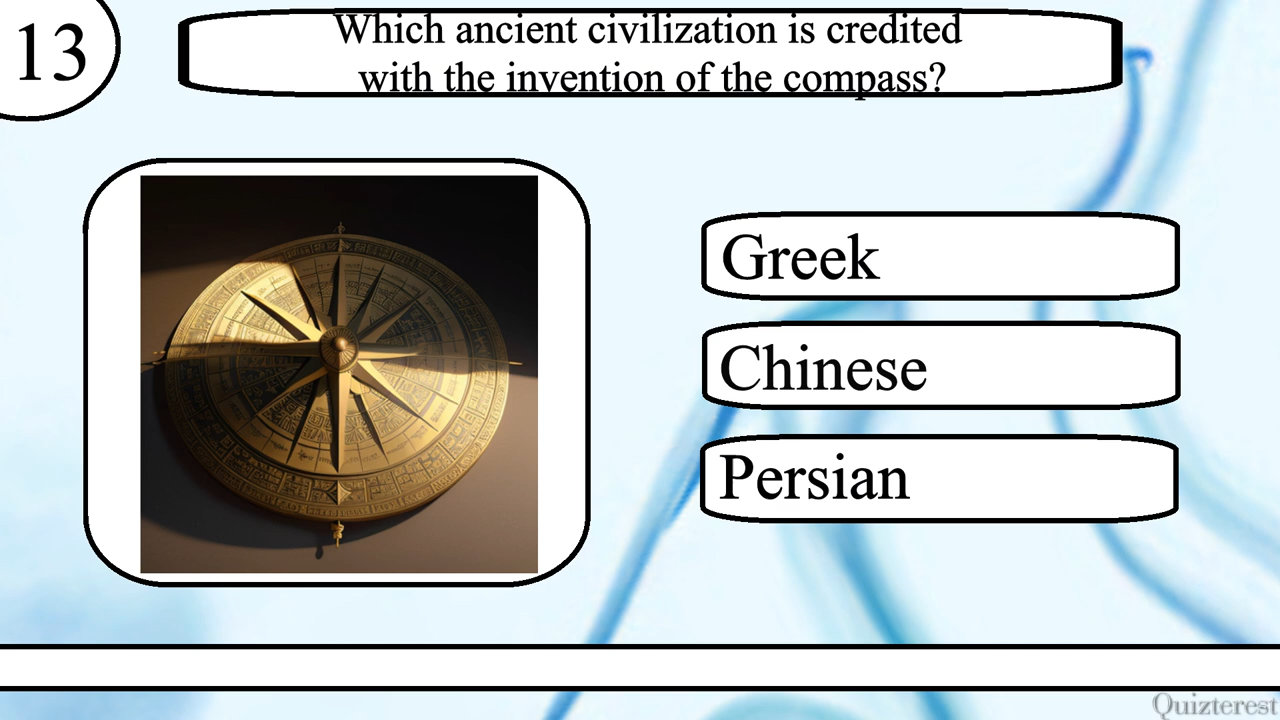 13
Which ancient civilization is credited
with the invention of the compass?
Greek
Chinese
Persian
Quizterest